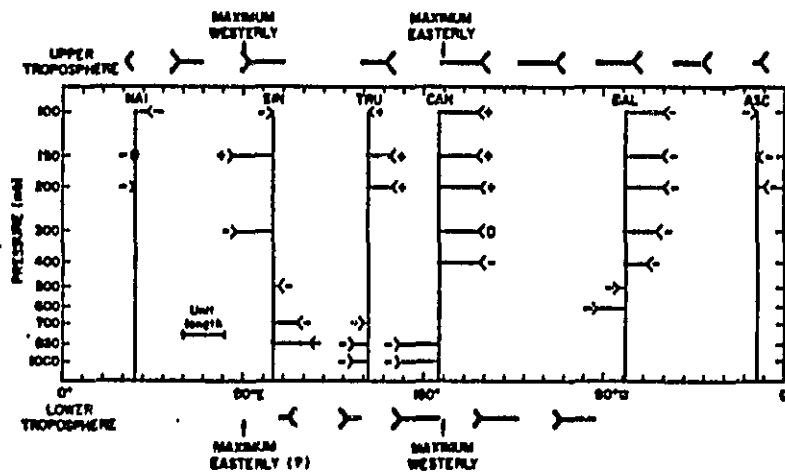 MAXIMUM
WESTERLY
MAXIMUM
EASTERLY
UPPER
TROPOSPHERE
NAI SIN TRU CAN BAL ASC
100
150
200
300
400
500
600
700
850
1000
PRESSURE (mb)
Unit
length
0° 90°E 180° 90°W 0
LOWER
TROPOSPHERE
MAXIMUM
EASTERLY (?)
MAXIMUM
WESTERLY